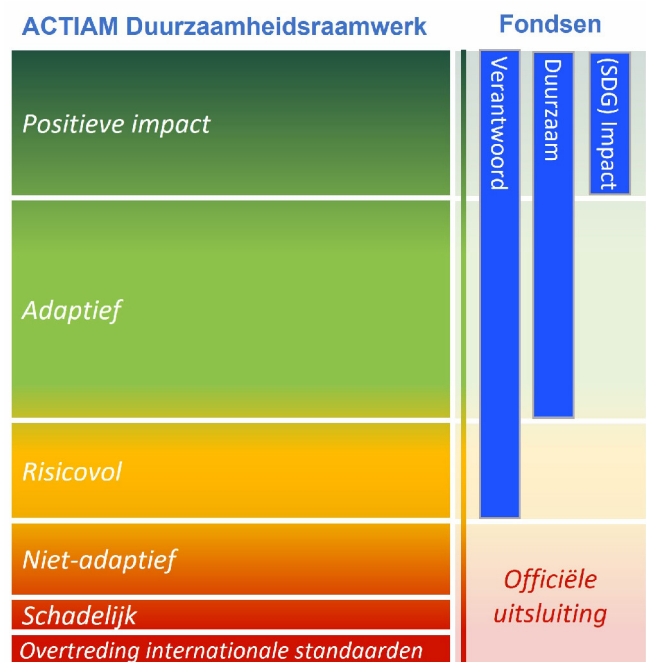 ACTIAM Duurzaamheidsraamwerk
Fondsen
Positieve impact
Adaptief
Risicovol
Niet-adaptief
Schadelijk
Overtreding internationale standaarden
Verantwoord
Duurzaam
(SDG) Impact
Officiële
uitsluiting